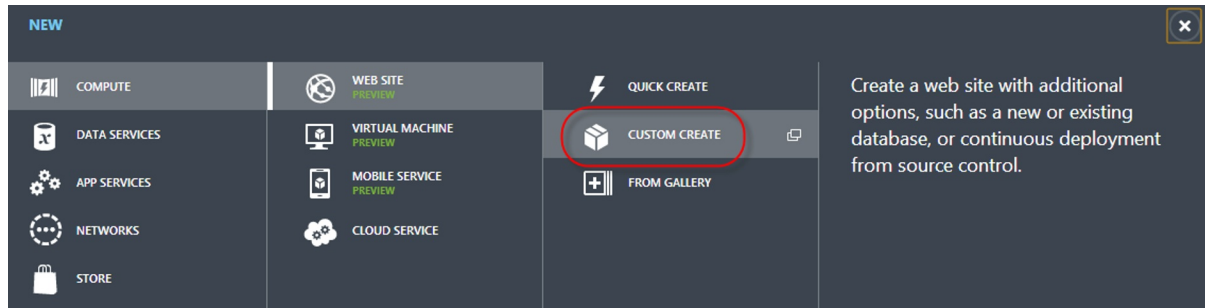 NEW
COMPUTE
DATA SERVICES
APP SERVICES
NETWORKS
STORE
WEB SITE
PREVIEW
VIRTUAL MACHINE
PREVIEW
MOBILE SERVICE
PREVIEW
CLOUD SERVICE
QUICK CREATE
CUSTOM CREATE
FROM GALLERY
Create a web site with additional
options, such as a new or existing
database, or continuous deployment
from source control.